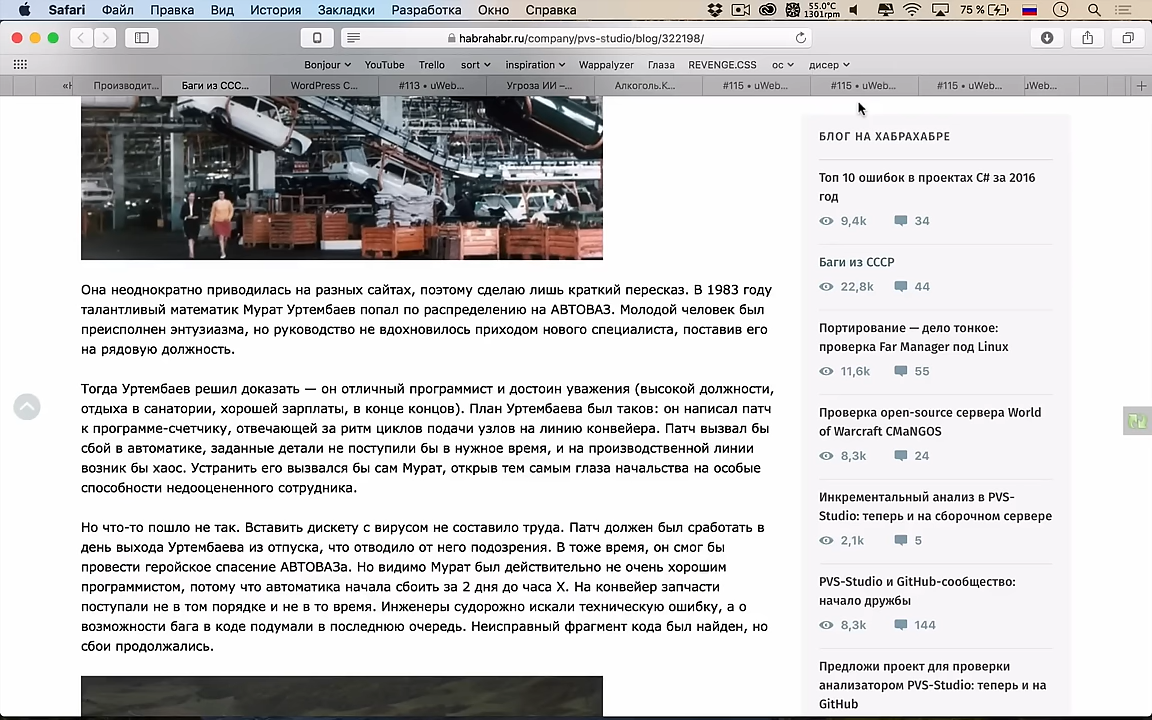 Safari Файл Правка Вид История Закладки Разработка Окно Справка 55.0°C 1301rpm 75 %
habrahabr.ru/company/pvs-studio/blog/322198/
Bonjour YouTube Trello sort inspiration Wappalyzer Глаза REVENGE.CSS ос дисер
«Н Производит... Баги из ССС... WordPress C... #113 • uWeb... Угроза ИИ –... Алкоголь.К... #115 • uWeb... #115 • uWeb... #115 • uWeb... uWeb...
Она неоднократно приводилась на разных сайтах, поэтому сделаю лишь краткий пересказ. В 1983 году
талантливый математик Мурат Уртембаев попал по распределению на АВТОВАЗ. Молодой человек был
преисполнен энтузиазма, но руководство не вдохновилось приходом нового специалиста, поставив его
на рядовую должность.
Тогда Уртембаев решил доказать — он отличный программист и достоин уважения (высокой должности,
отдыха в санатории, хорошей зарплаты, в конце концов). План Уртембаева был таков: он написал патч
к программе-счетчику, отвечающей за ритм циклов подачи узлов на линию конвейера. Патч вызвал бы
сбой в автоматике, заданные детали не поступили бы в нужное время, и на производственной линии
возник бы хаос. Устранить его вызвался бы сам Мурат, открыв тем самым глаза начальства на особые
способности недооцененного сотрудника.
Но что-то пошло не так. Вставить дискету с вирусом не составило труда. Патч должен был сработать в
день выхода Уртембаева из отпуска, что отводило от него подозрения. В тоже время, он смог бы
провести геройское спасение АВТОВАЗа. Но видимо Мурат был действительно не очень хорошим
программистом, потому что автоматика начала сбоить за 2 дня до часа X. На конвейер запчасти
поступали не в том порядке и не в то время. Инженеры судорожно искали техническую ошибку, а о
возможности бага в коде подумали в последнюю очередь. Неисправный фрагмент кода был найден, но
сбои продолжались.
БЛОГ НА ХАБРАХАБРЕ
Топ 10 ошибок в проектах C# за 2016
год
9,4k 34
Баги из СССР
22,8k 44
Портирование — дело тонкое:
проверка Far Manager под Linux
11,6k 55
Проверка open-source сервера World
of Warcraft CMaNGOS
8,3k 24
Инкрементальный анализ в PVS-
Studio: теперь и на сборочном сервере
2,1k 5
PVS-Studio и GitHub-сообщество:
начало дружбы
8,3k 144
Предложи проект для проверки
анализатором PVS-Studio: теперь и на
GitHub